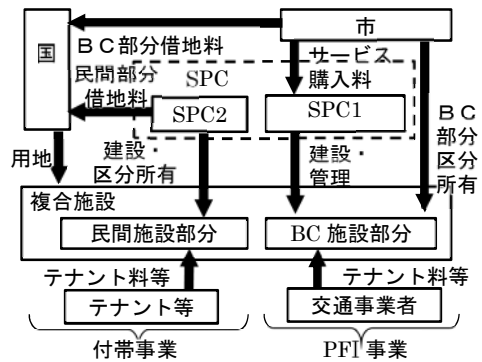 市
国
BC部分借地料
サービス
購入料
民間部分
借地料
SPC
SPC2
SPC1
BC
部分
区分
所有
用地
建設・
区分所有
建設・
管理
複合施設
民間施設部分
BC 施設部分
テナント料等
テナント料等
テナント等
交通事業者
付帯事業
PFI 事業